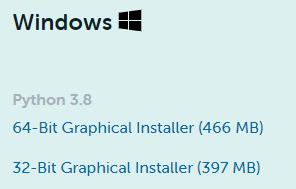 Windows
Python 3.8
64-Bit Graphical Installer (466 MB)
32-Bit Graphical Installer (397 MB)